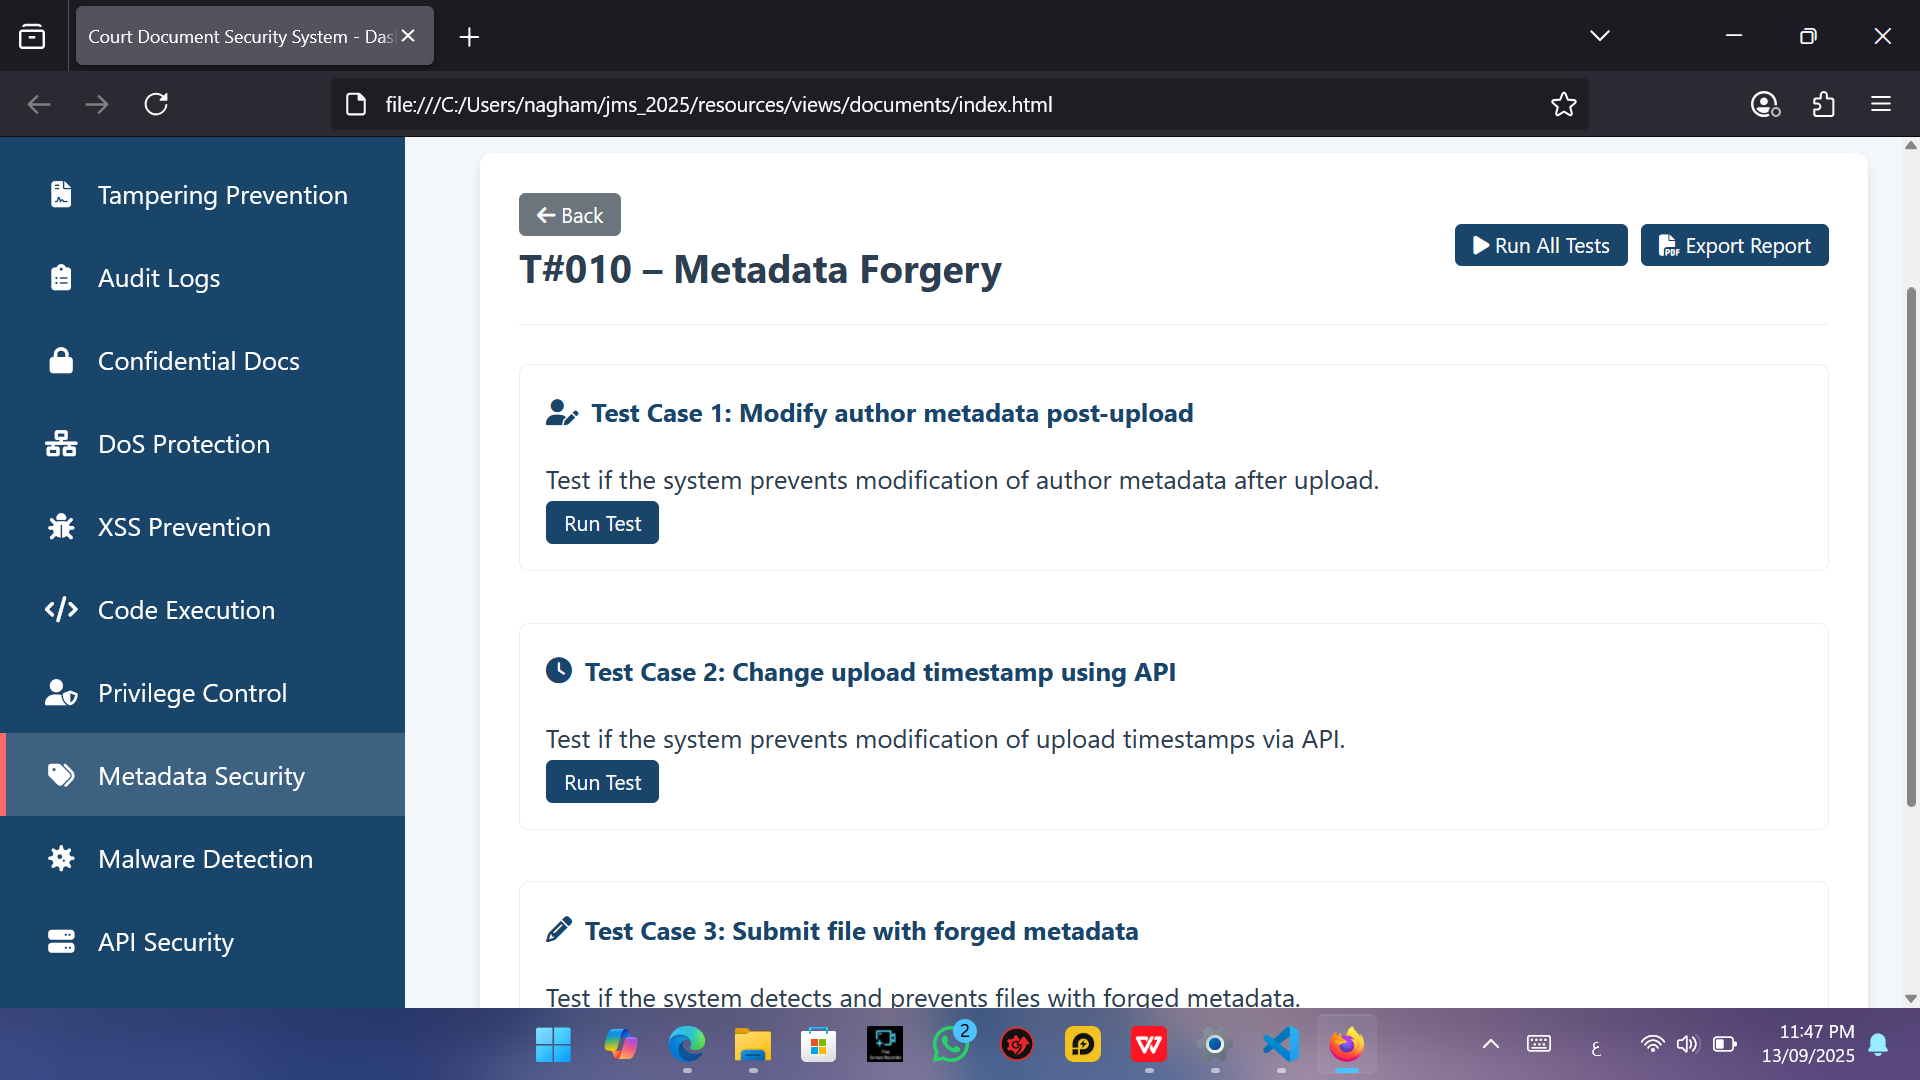 Court Document Security System - Das
file:///C:/Users/nagham/jms_2025/resources/views/documents/index.html
Tampering Prevention
Audit Logs
Confidential Docs
DoS Protection
XSS Prevention
Code Execution
Privilege Control
Metadata Security
Malware Detection
API Security
Back
T#010 – Metadata Forgery
Run All Tests
PDF Export Report
Test Case 1: Modify author metadata post-upload
Test if the system prevents modification of author metadata after upload.
Run Test
Test Case 2: Change upload timestamp using API
Test if the system prevents modification of upload timestamps via API.
Run Test
Test Case 3: Submit file with forged metadata
Test if the system detects and prevents files with forged metadata.
2
ع
11:47 PM
13/09/2025